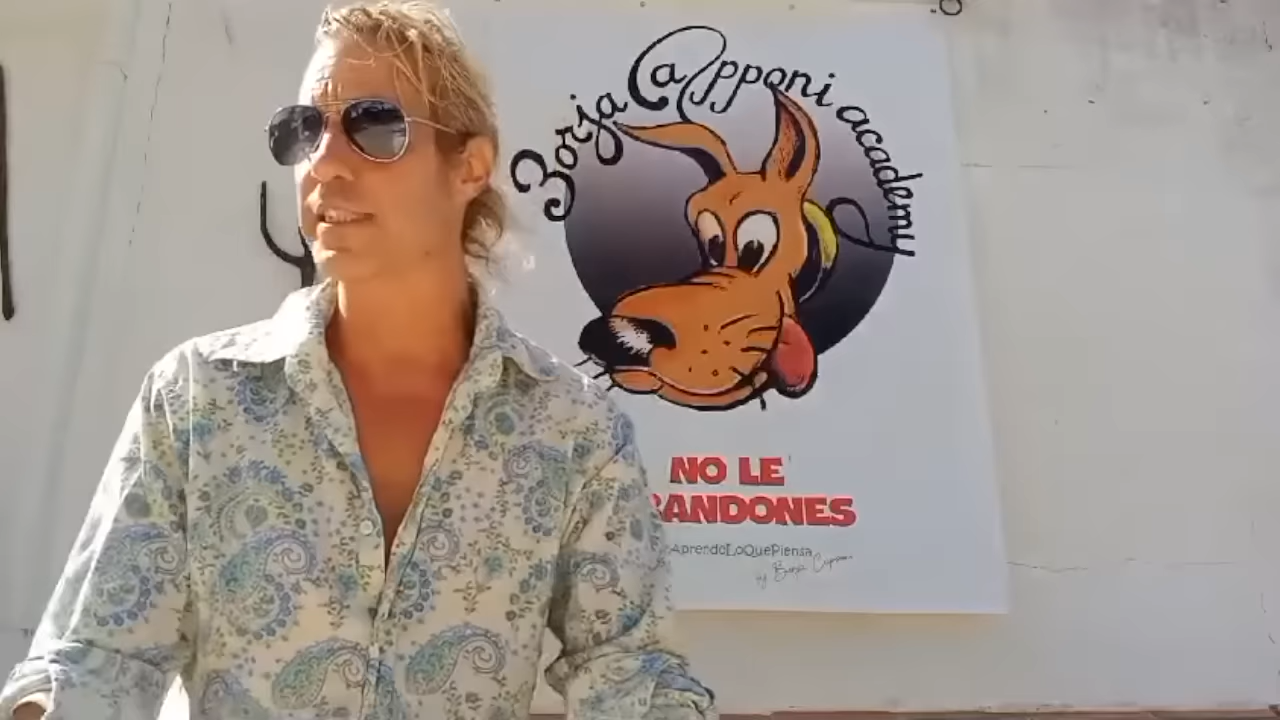 Borja Capponi academy
NO LE
ANDONES
AprendoLoQuePiensa
by Borja Capponi